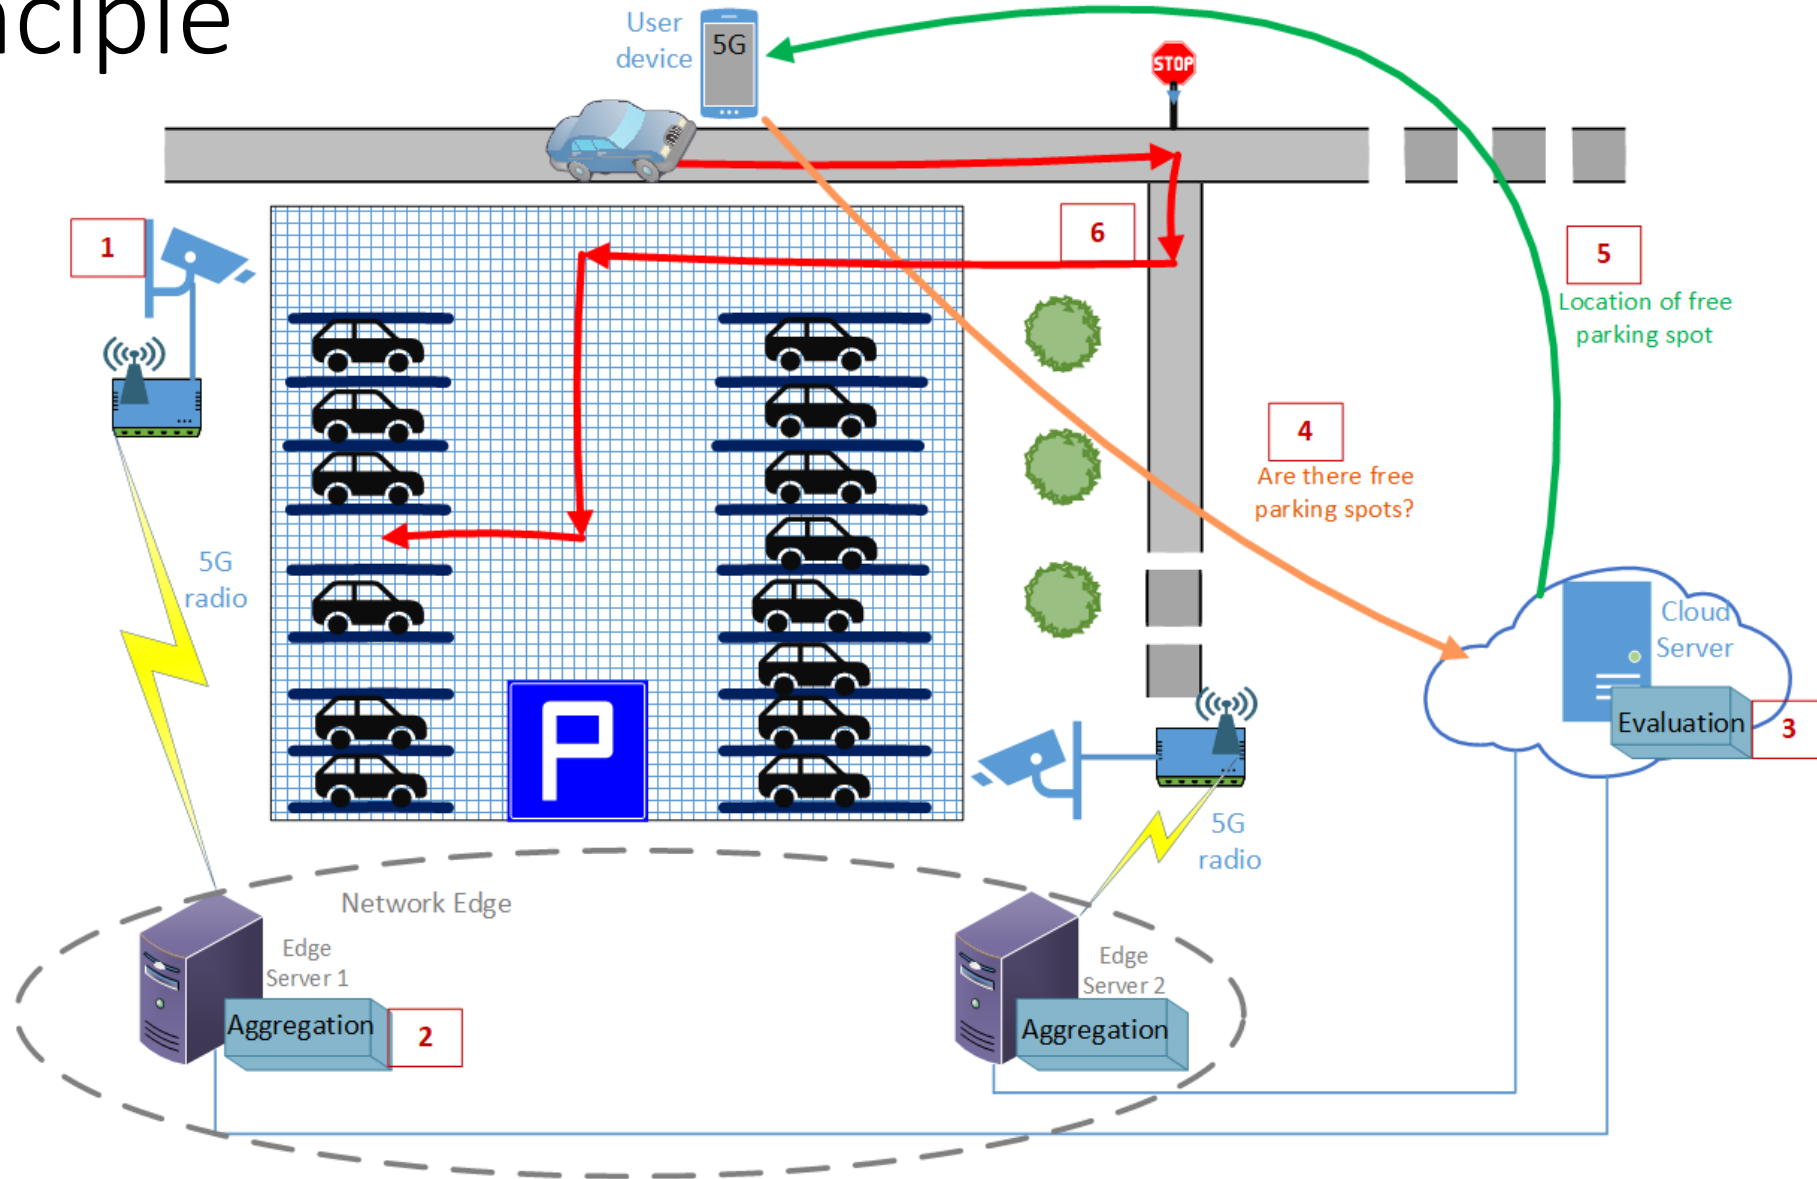 nciple
User
device
5G
STOP
1
6
5
Location of free
parking spot
4
Are there free
parking spots?
5G
radio
Cloud
Server
Evaluation
3
P
5G
radio
Network Edge
Edge
Server 1
Aggregation
2
Edge
Server 2
Aggregation